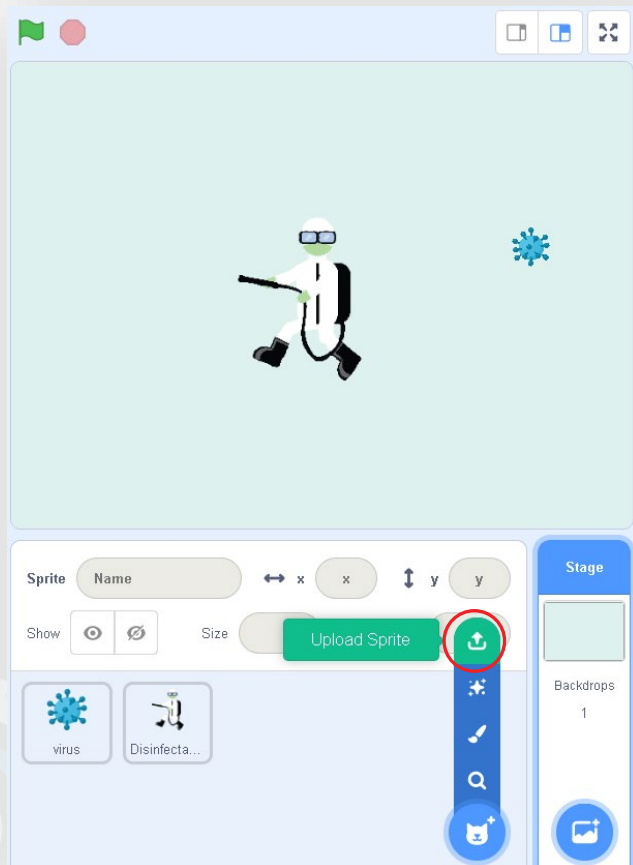 Sprite Name x x y y
Stage
Show Size Upload Sprite
Backdrops
1
virus Disinfecta...